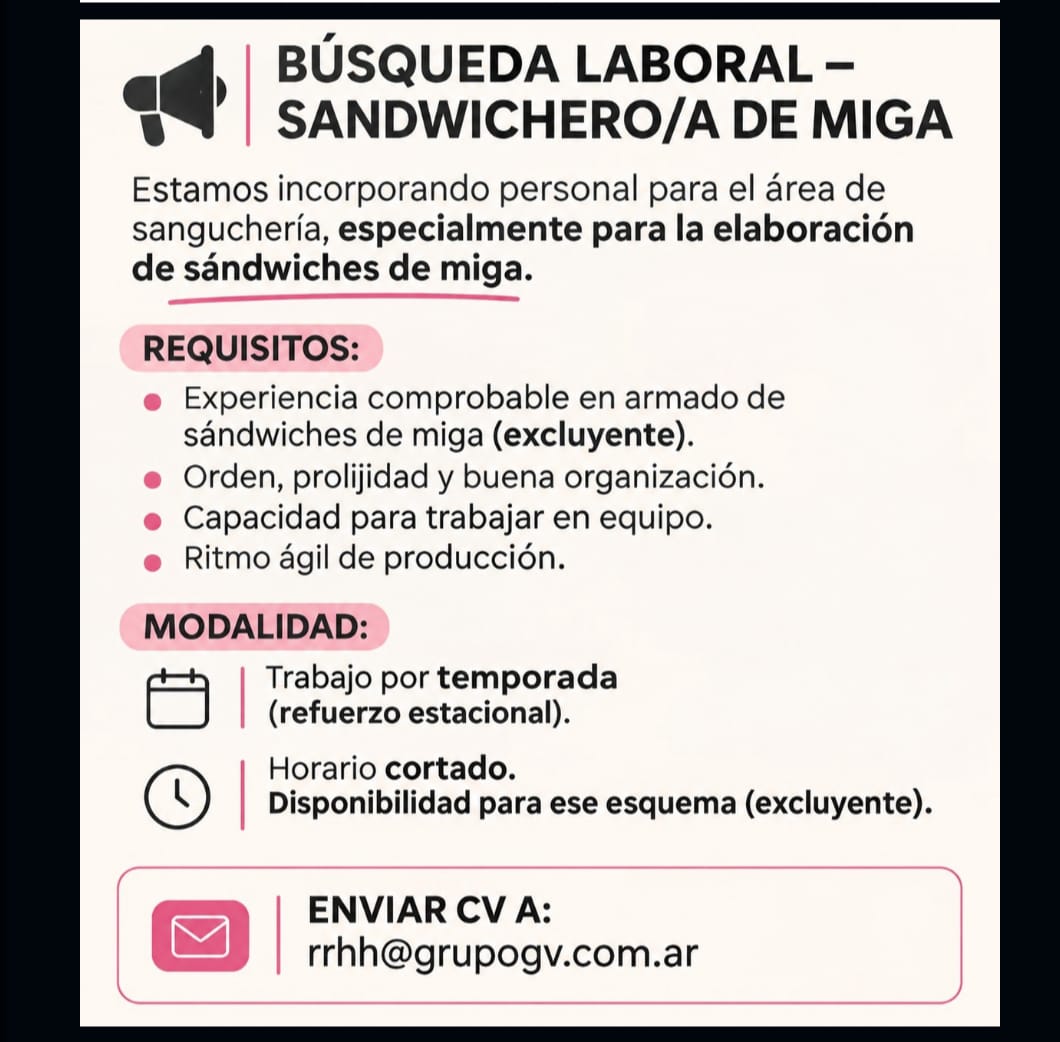 BÚSQUEDA LABORAL –
SANDWICHERO/A DE MIGA
Estamos incorporando personal para el área de
sanguchería, especialmente para la elaboración
de sándwiches de miga.
REQUISITOS:
Experiencia comprobable en armado de
sándwiches de miga (excluyente).
Orden, prolijidad y buena organización.
Capacidad para trabajar en equipo.
Ritmo ágil de producción.
MODALIDAD:
Trabajo por temporada
(refuerzo estacional).
Horario cortado.
Disponibilidad para ese esquema (excluyente).
ENVIAR CV A:
rrhh@grupogv.com.ar